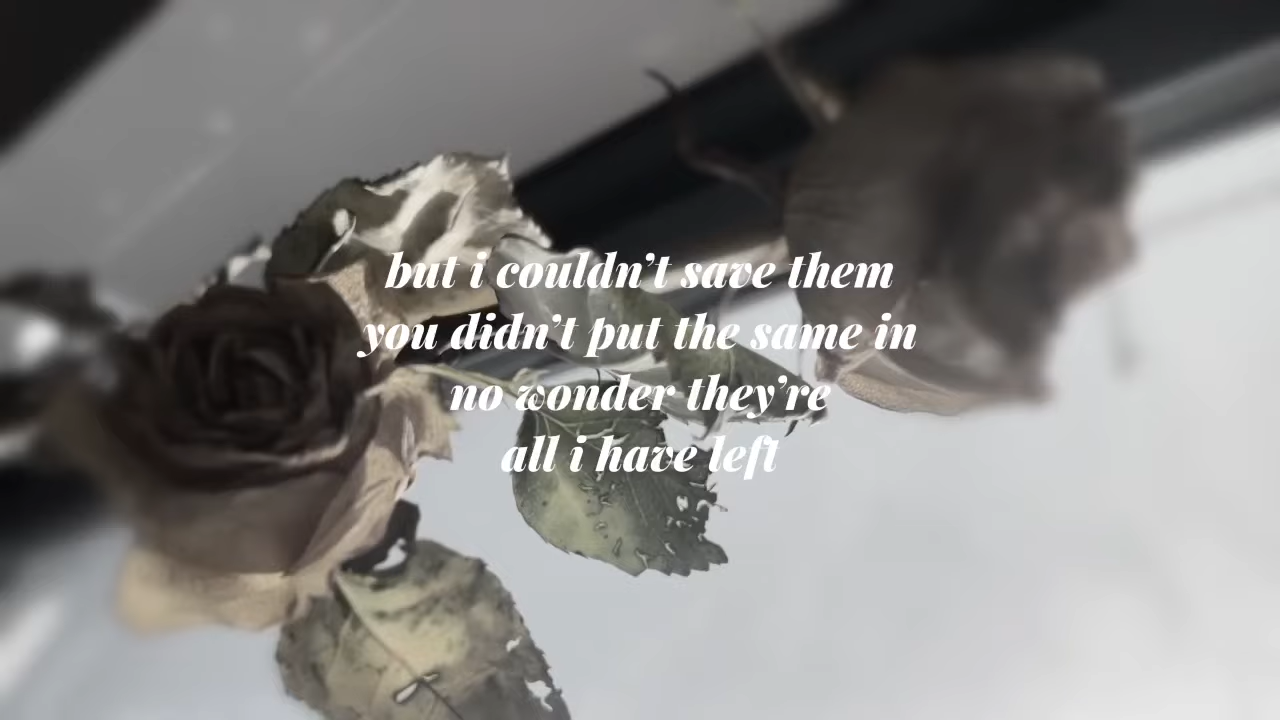 but i couldn’t save them
you didn’t put the same in
no wonder they’re
all i have left